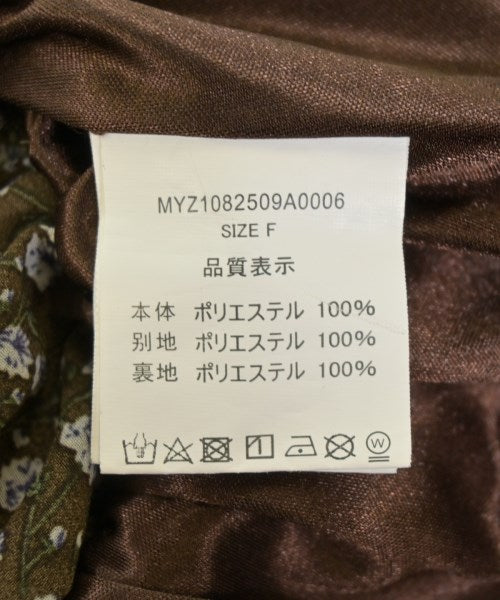 MYZ1082509A0006
SIZE F
品質表示
本体 ポリエステル 100%
別地 ポリエステル 100%
裏地 ポリエステル 100%
W